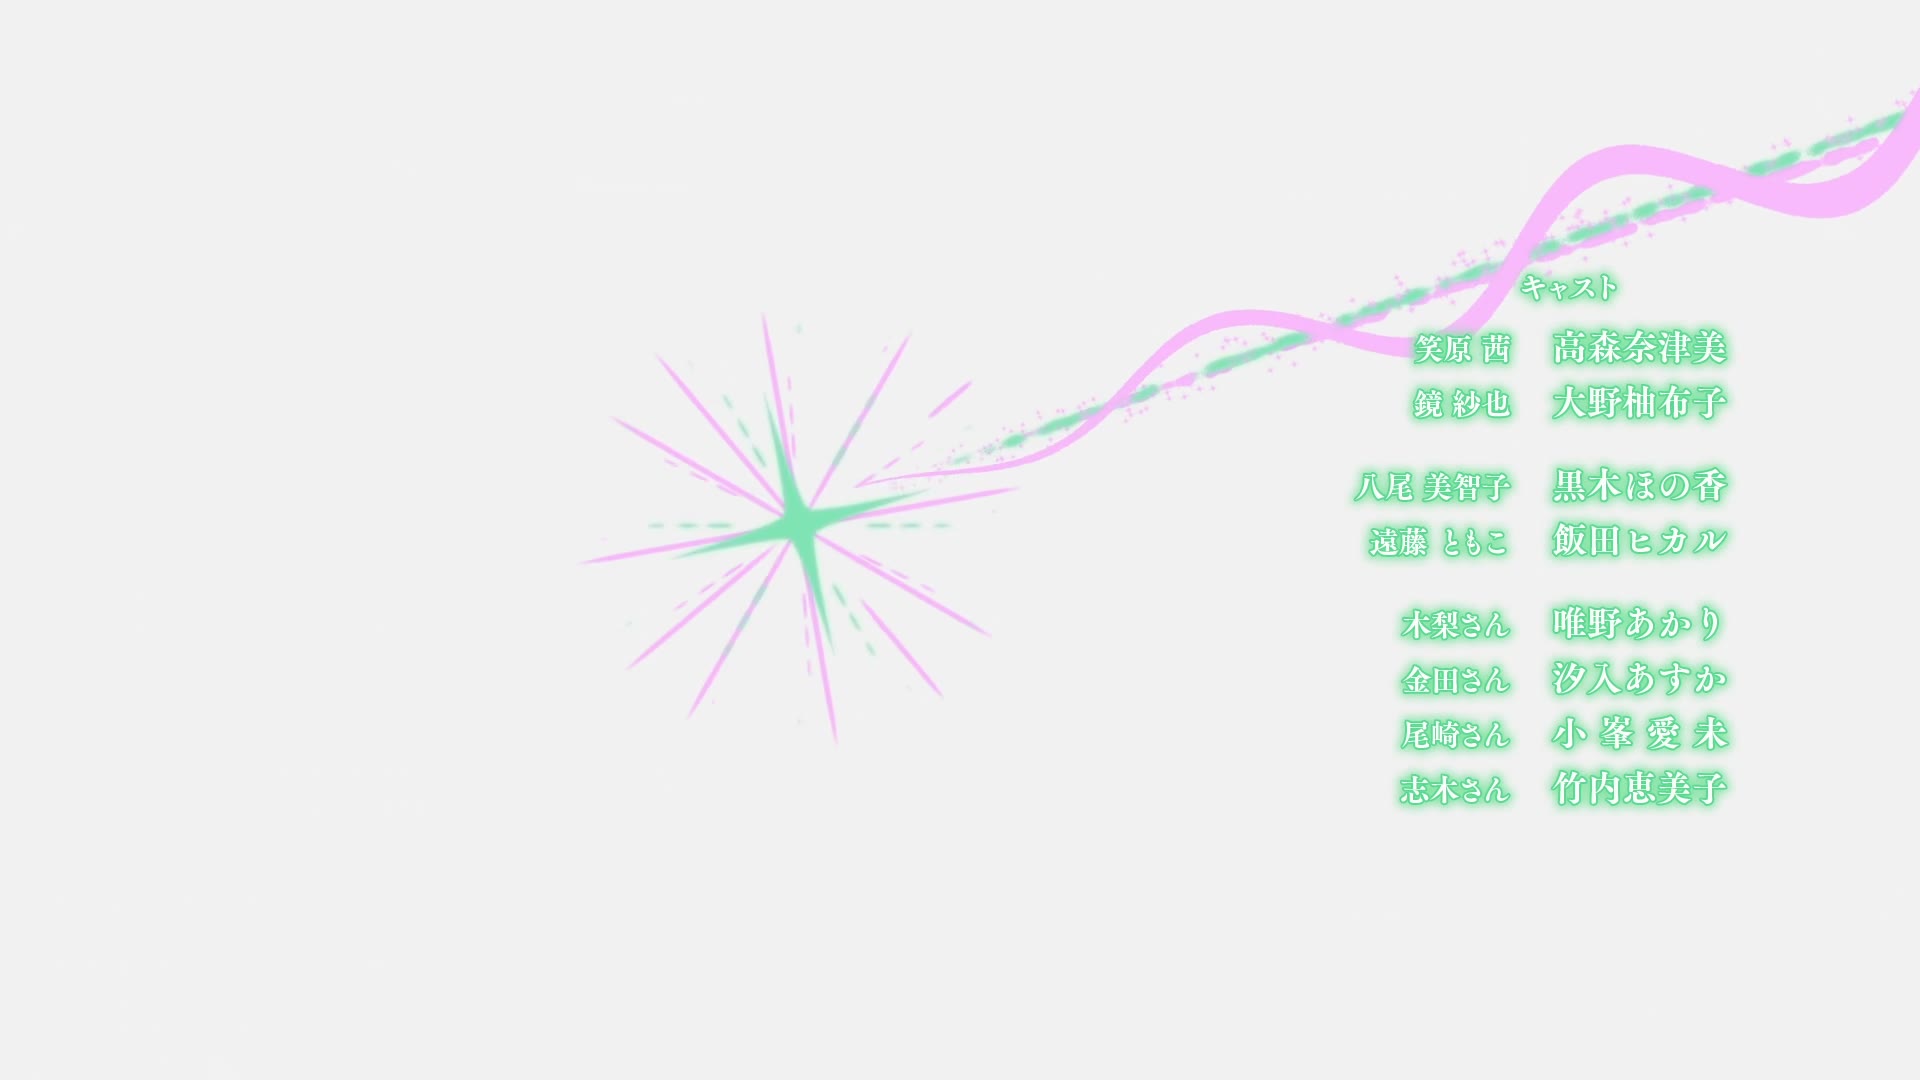 キャスト
笑原 茜 高森奈津美
鏡 紗也 大野柚布子
八尾 美智子 黒木ほの香
遠藤 ともこ 飯田ヒカル
木梨さん 唯野あかり
金田さん 汐入あすか
尾崎さん 小峯愛未
志木さん 竹内恵美子